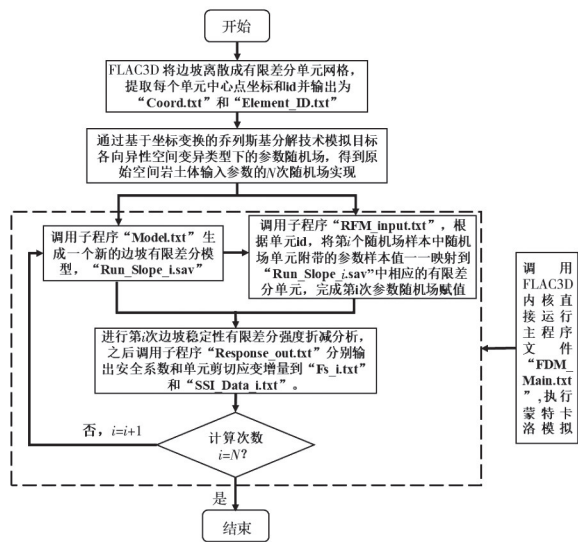 开始
FLAC3D 将边坡离散成有限差分单元网格，
提取每个单元中心点坐标和id并输出为
“Coord.txt”和“Element_ID.txt”
通过基于坐标变换的乔列斯基分解技术模拟目标
各向异性空间变异类型下的参数随机场，得到原
始空间岩土体输入参数的N次随机场实现
调用子程序“Model.txt”生
成一个新的边坡有限差分模
型，“Run_Slope_i.sav”
调用子程序“RFM_input.txt”，根
据单元id，将第i个随机场样本中随机
场单元附带的参数样本值一一映射到
“Run_Slope_i.sav”中相应的有限差
分单元，完成第i次参数随机场赋值
进行第i次边坡稳定性有限差分强度折减分析，
之后调用子程序“Response_out.txt”分别输
出安全系数和单元剪切应变增量到“Fs_i.txt”
和“SSI_Data_i.txt”。
否，i=i+1
计算次数
i=N?
是
结束
调用
FLAC3D
内核直
接运行
主程序
文件
“FDM_
Main.txt
”,执行
蒙特卡
洛模拟